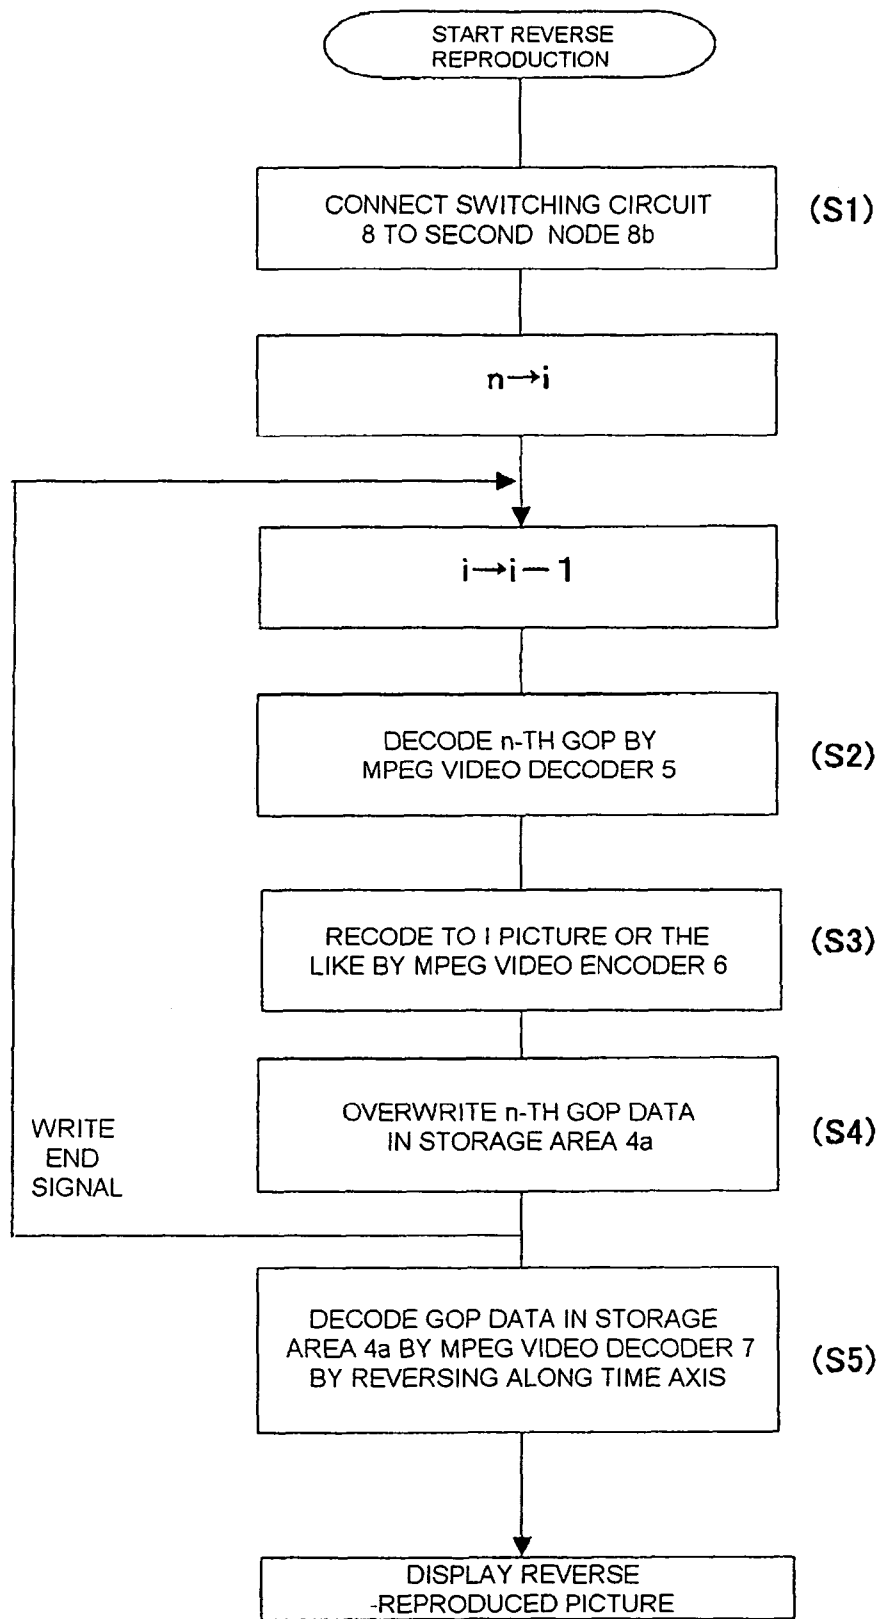 START REVERSE
REPRODUCTION
CONNECT SWITCHING CIRCUIT
8 TO SECOND NODE 8b
(S1)
n→i
i→i−1
DECODE n-TH GOP BY
MPEG VIDEO DECODER 5
(S2)
RECODE TO I PICTURE OR THE
LIKE BY MPEG VIDEO ENCODER 6
(S3)
OVERWRITE n-TH GOP DATA
IN STORAGE AREA 4a
(S4)
WRITE
END
SIGNAL
DECODE GOP DATA IN STORAGE
AREA 4a BY MPEG VIDEO DECODER 7
BY REVERSING ALONG TIME AXIS
(S5)
DISPLAY REVERSE
-REPRODUCED PICTURE